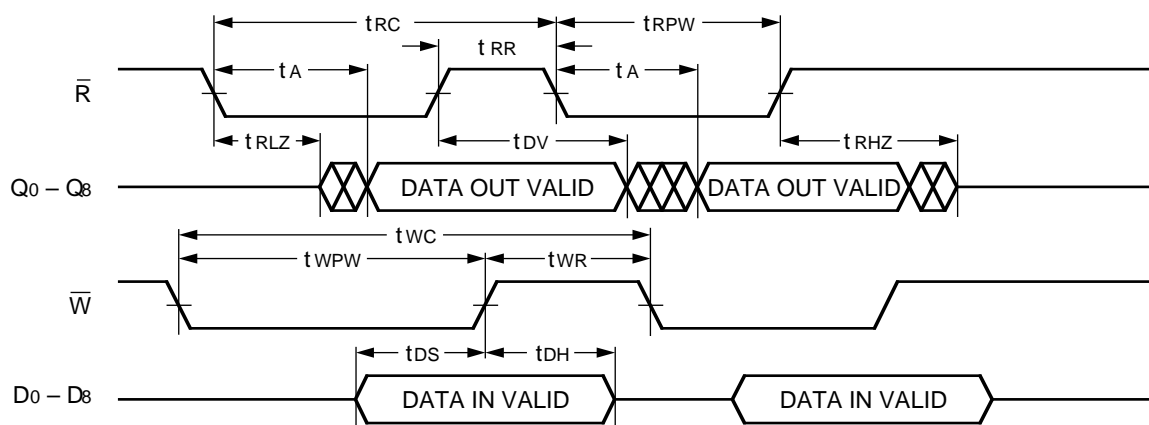 tRC tRPW
tRR
tA tA
R̅
tRLZ tDV tRHZ
Q0 – Q8 DATA OUT VALID DATA OUT VALID
tWC
tWPW tWR
W̅
tDS tDH
D0 – D8 DATA IN VALID DATA IN VALID